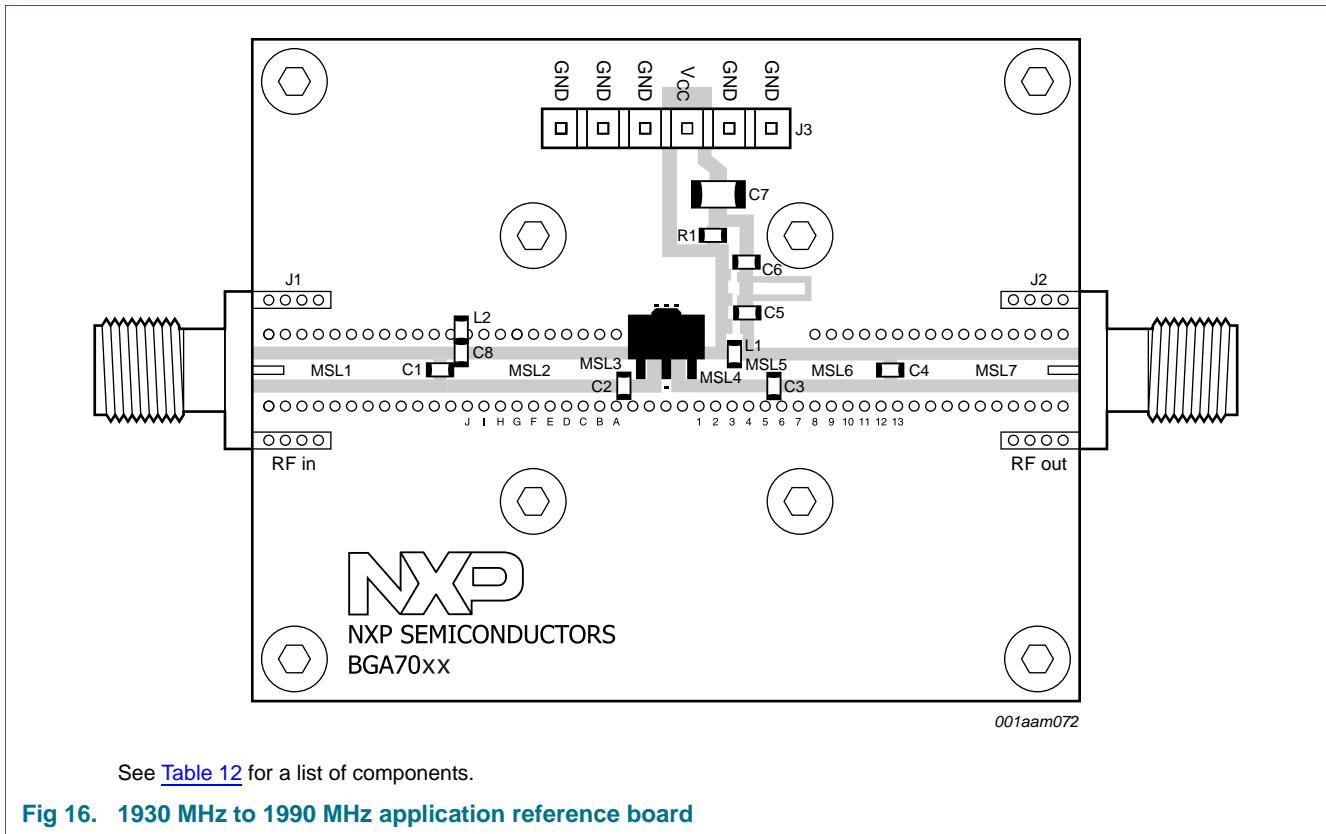 GND GND GND VCC GND GND
J3
C7
R1
C6
J1
J2
C5
L2
L1
C8
MSL1 C1 MSL2 MSL3 C2 MSL4 MSL5 C3 MSL6 C4 MSL7
J I H G F E D C B A 1 2 3 4 5 6 7 8 9 10 11 12 13
RF in
RF out
NXP
NXP SEMICONDUCTORS
BGA70XX
001aam072
See Table 12 for a list of components.
Fig 16. 1930 MHz to 1990 MHz application reference board